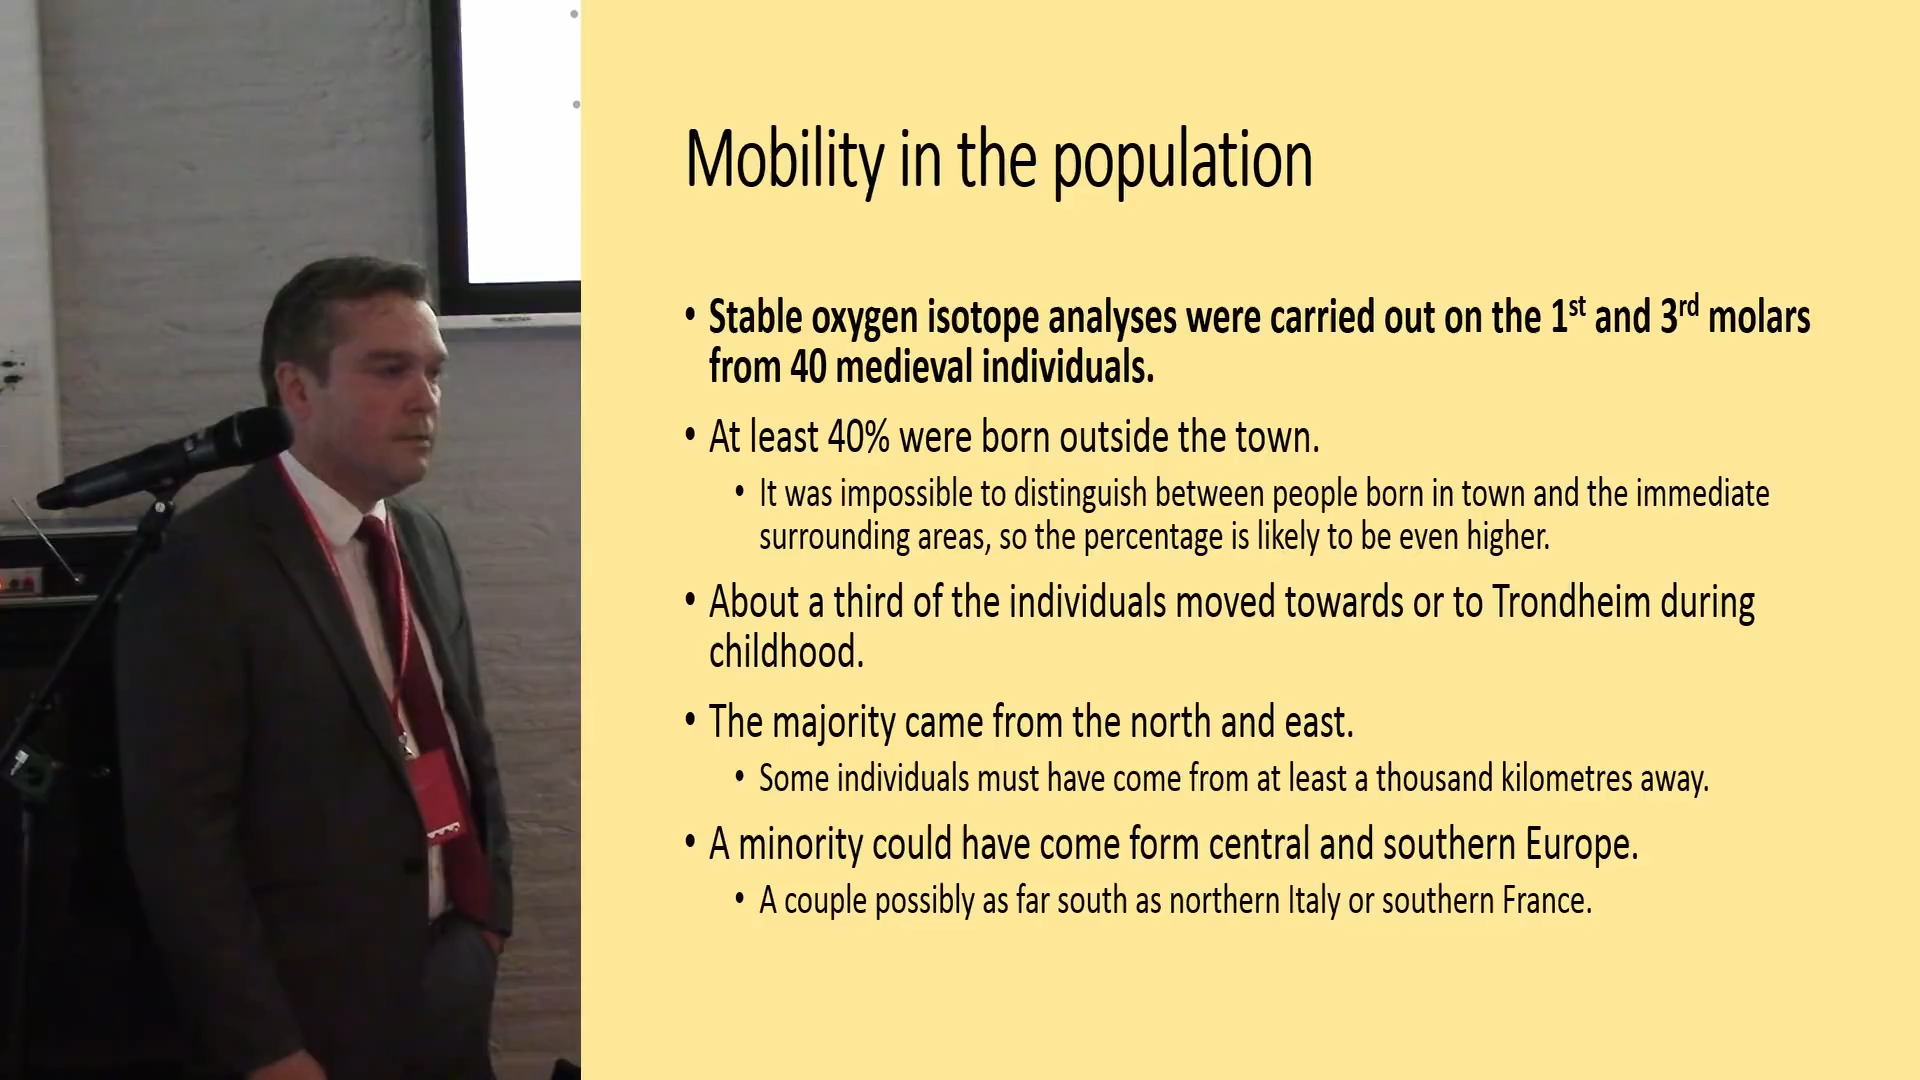 Mobility in the population
• Stable oxygen isotope analyses were carried out on the 1st and 3rd molars
from 40 medieval individuals.
• At least 40% were born outside the town.
• It was impossible to distinguish between people born in town and the immediate
surrounding areas, so the percentage is likely to be even higher.
• About a third of the individuals moved towards or to Trondheim during
childhood.
• The majority came from the north and east.
• Some individuals must have come from at least a thousand kilometres away.
• A minority could have come form central and southern Europe.
• A couple possibly as far south as northern Italy or southern France.